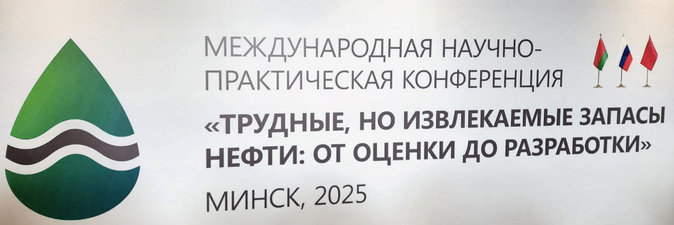 МЕЖДУНАРОДНАЯ НАУЧНО-
ПРАКТИЧЕСКАЯ КОНФЕРЕНЦИЯ
«ТРУДНЫЕ, НО ИЗВЛЕКАЕМЫЕ ЗАПАСЫ
НЕФТИ: ОТ ОЦЕНКИ ДО РАЗРАБОТКИ»
МИНСК, 2025